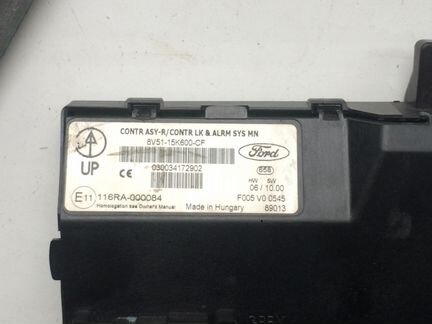 CONTR ASY-R/CONTR LK & ALRM SYS MN
8V51-15K600-CF
Ford
UP
030034172902
CE
658
HW SW
06 / 10.00
E11 116RA-000084
Homologation see Owner's Manual
Made in Hungary
F005 V0 0545
89013